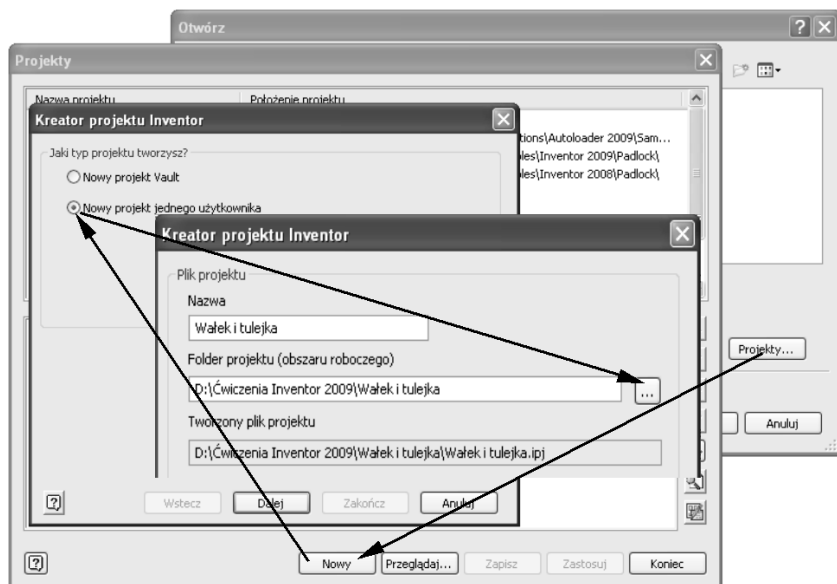 Otwórz
Projekty
Nazwa projektu Położenie projektu
Kreator projektu Inventor
tions\Autoloader 2009\Sam...
Jaki typ projektu tworzysz?
les\Inventor 2009\Padlock\
Nowy projekt Vault
les\Inventor 2008\Padlock\
Nowy projekt jednego użytkownika
Kreator projektu Inventor
Plik projektu
Nazwa
Wałek i tulejka
Folder projektu (obszaru roboczego)
Projekty...
D:\Ćwiczenia Inventor 2009\Wałek i tulejka
...
Tworzony plik projektu
Anuluj
D:\Ćwiczenia Inventor 2009\Wałek i tulejka\Wałek i tulejka.ipj
Wstecz Dalej Zakończ Anuluj
Nowy Przeglądaj... Zapisz Zastosuj Koniec